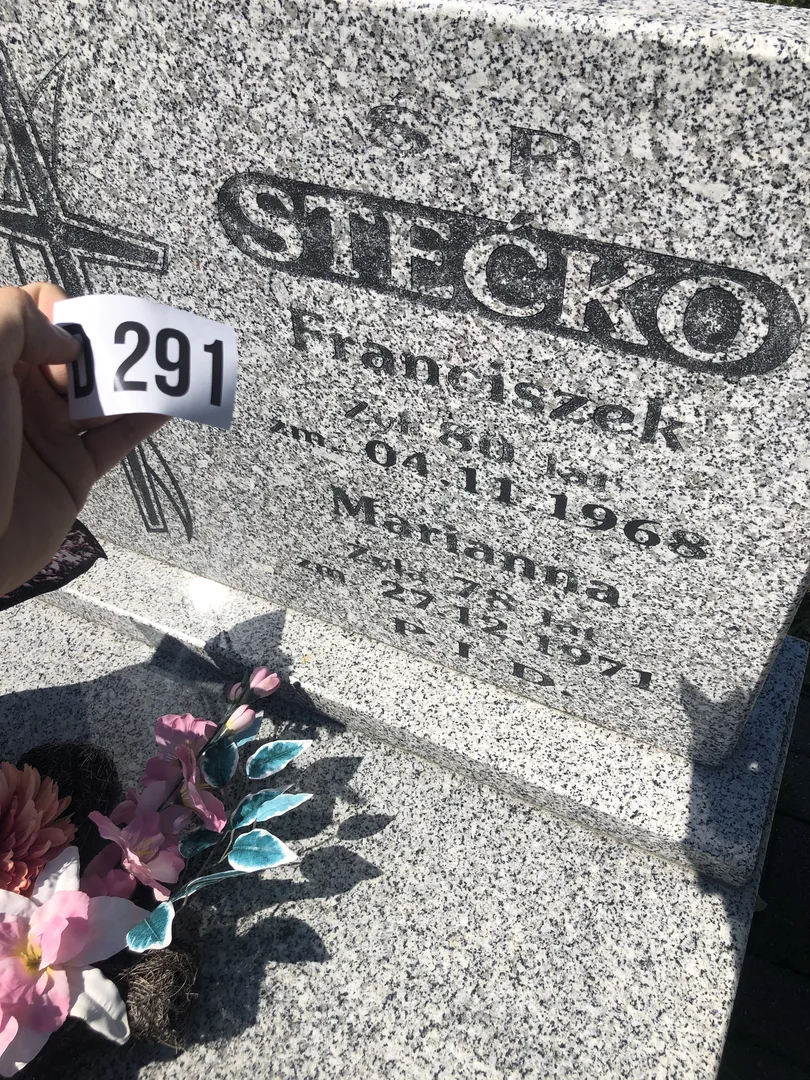 D 291
S P
STEĆKO
Franciszek
Żył 80 lat
zm. 04.11.1968
Marianna
Żyła 78 lat
zm. 27.12.1971
P. I. D.